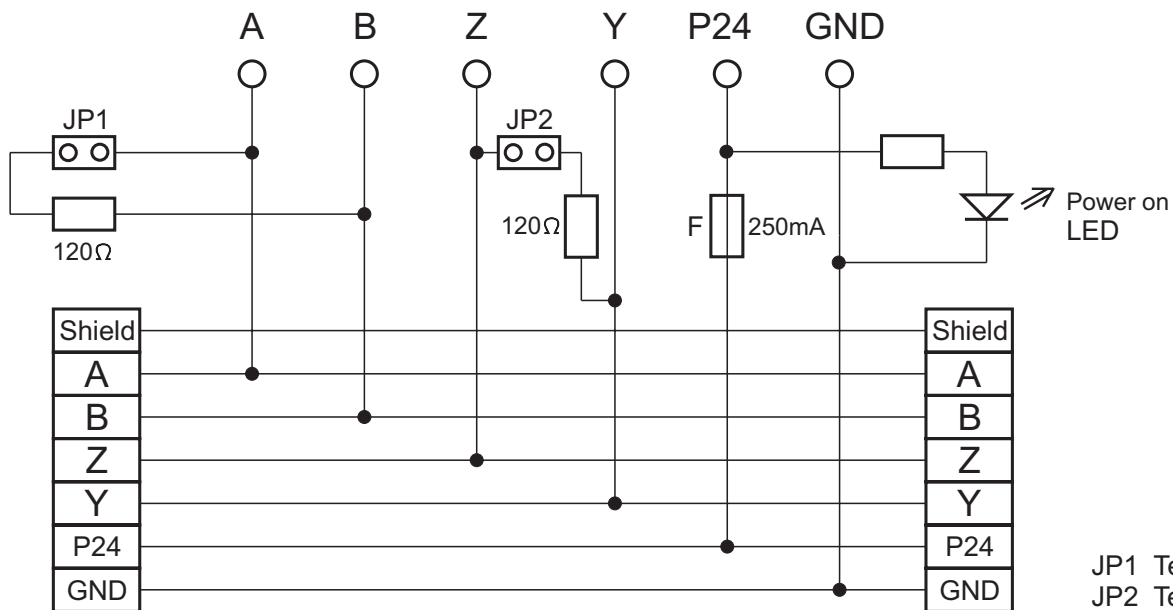 A B Z Y P24 GND
JP1 JP2
120Ω 120Ω F 250mA Power on
LED
Shield Shield
A A
B B
Z Z
Y Y
P24 P24
GND GND
JP1 Te
JP2 Te